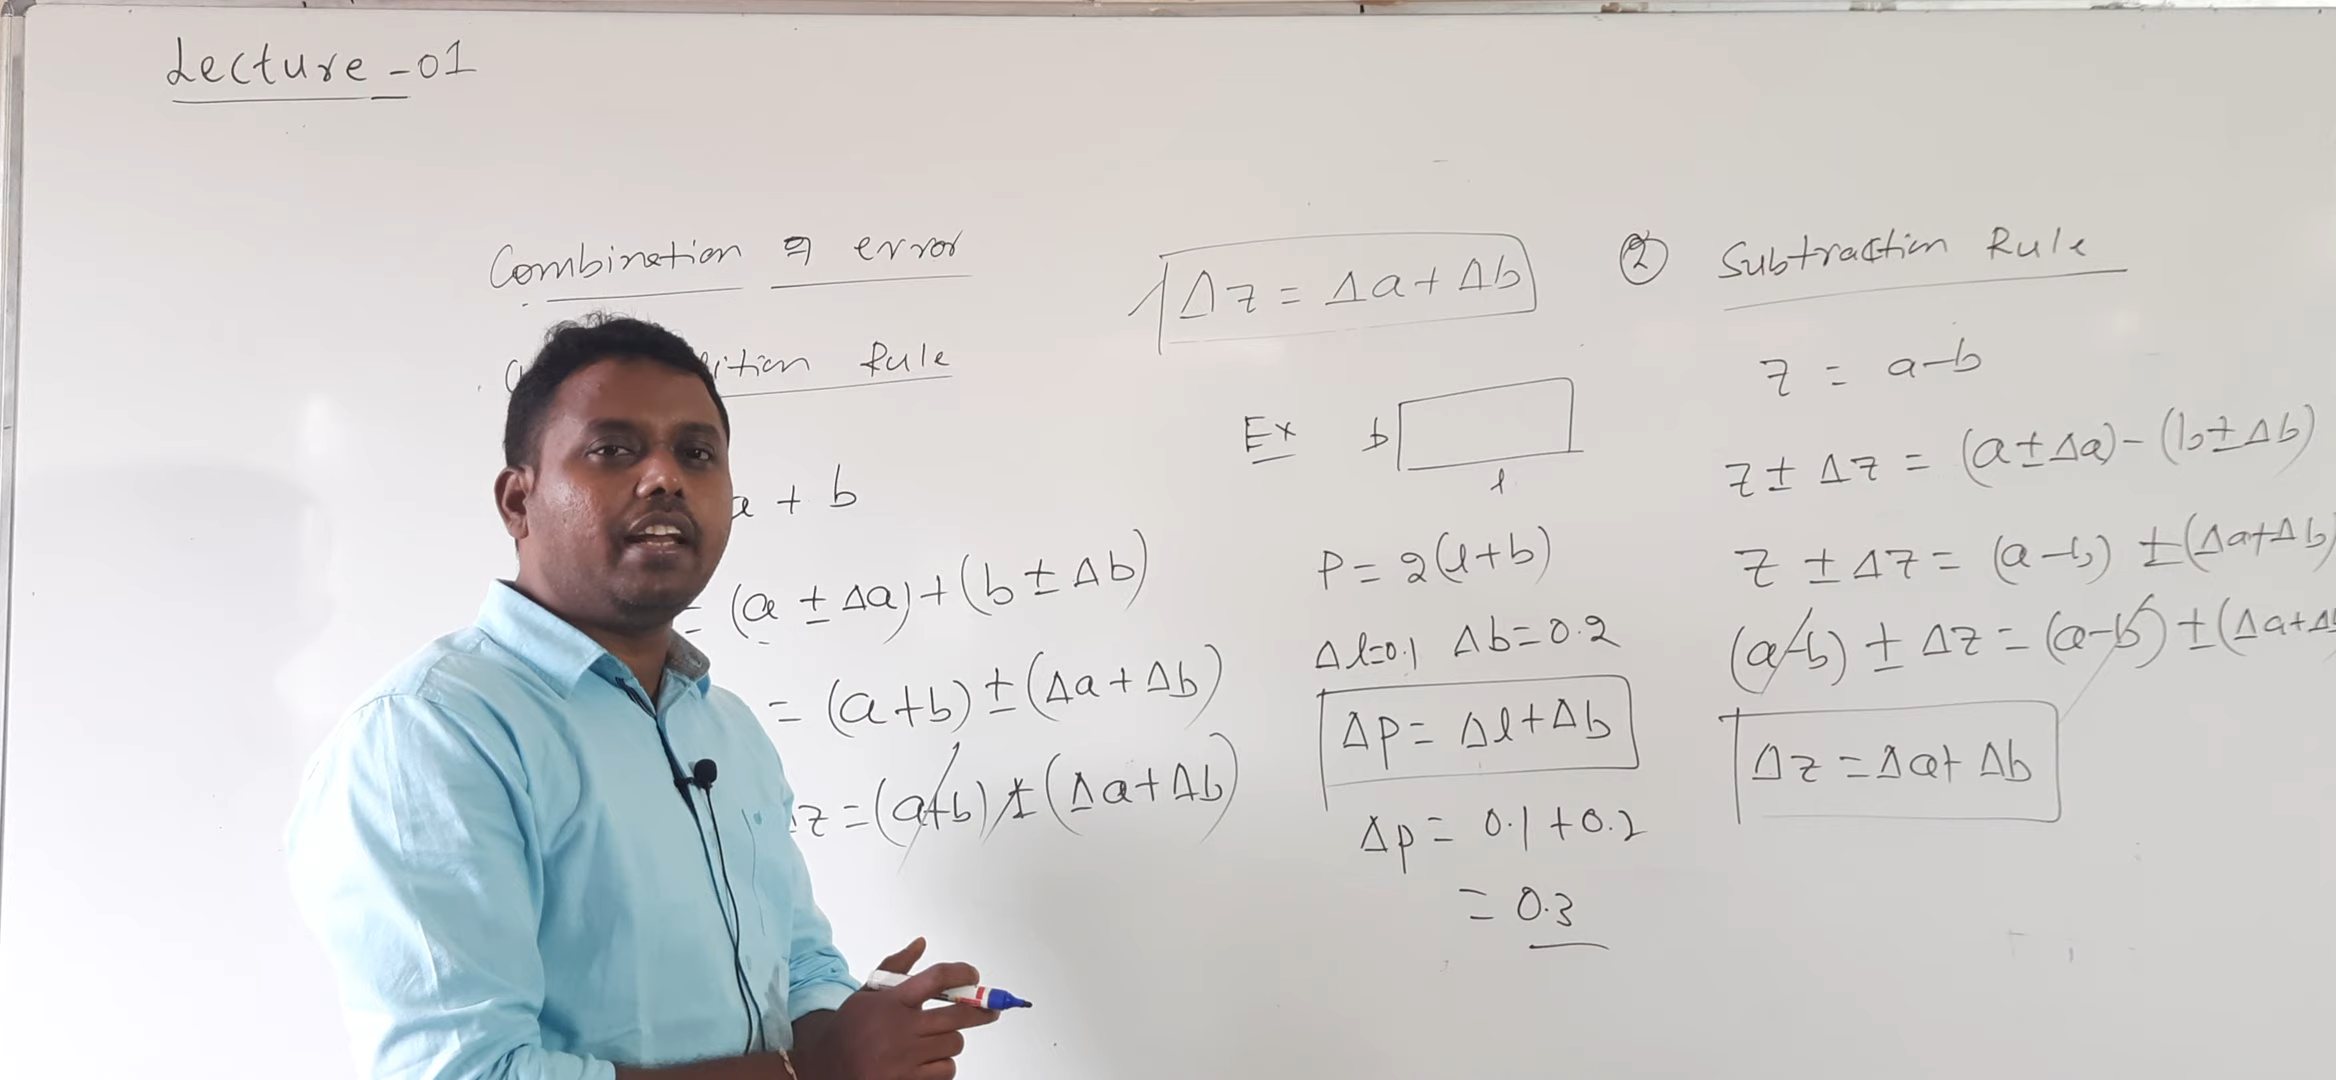 Lecture-01
Combination of error
Rule
a + b
= (a ± Δa) + (b ± Δb)
= (a+b) ± (Δa + Δb)
z = (a+b) ± (Δa + Δb)
Δz = Δa + Δb
Ex b
l
P = 2(l+b)
Δl=0.1 Δb=0.2
Δp = Δl + Δb
Δp = 0.1 + 0.2
= 0.3
② Subtraction Rule
z = a-b
z ± Δz = (a ± Δa) - (b ± Δb)
z ± Δz = (a-b) ± (Δa+Δb)
(a-b) ± Δz = (a-b) ± (Δa+Δ
Δz = Δa + Δb